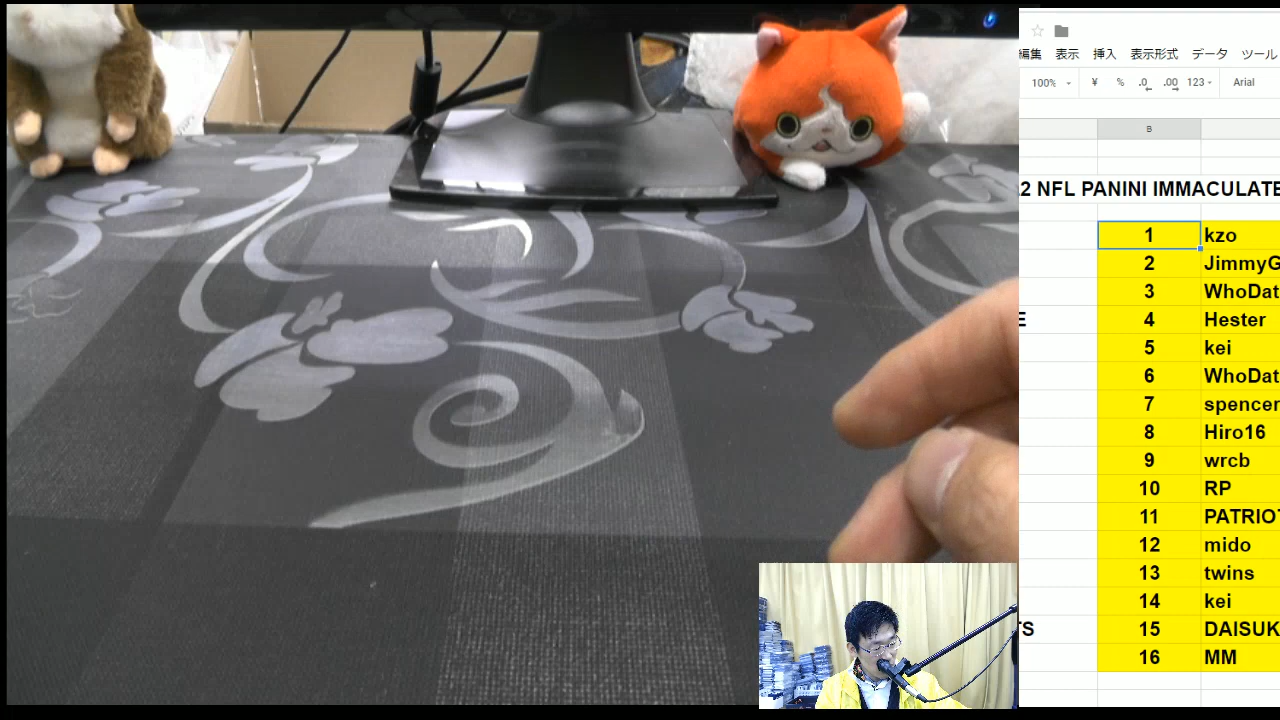 編集 表示 挿入 表示形式 データ ツール
100% ¥ % .0 .00 123 Arial
B
2 NFL PANINI IMMACULATE
1 kzo
2 JimmyG
3 WhoDat
E 4 Hester
5 kei
6 WhoDat
7 spencer
8 Hiro16
9 wrcb
10 RP
11 PATRIOT
12 mido
13 twins
14 kei
TS 15 DAISUK
16 MM